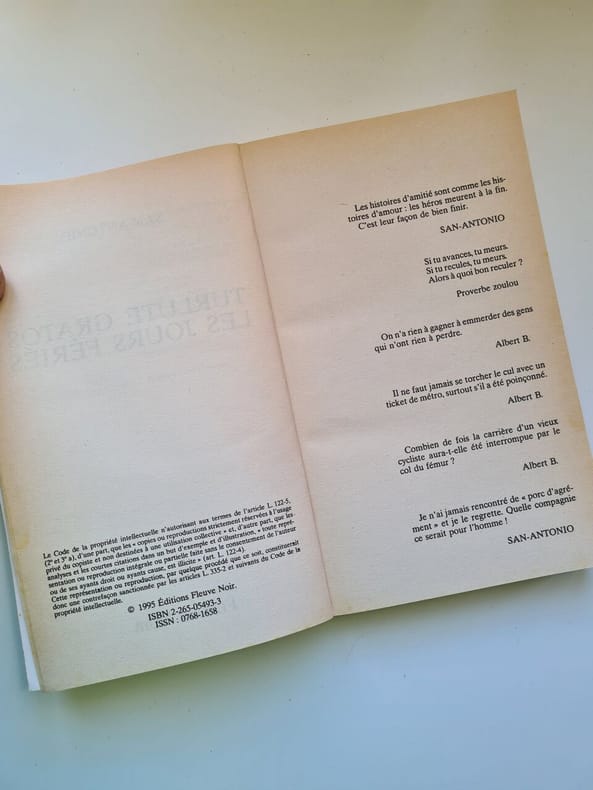 SAN-ANTONIO
TURLUTE GRATOS
LES JOURS FÉRIÉS
Le Code de la propriété intellectuelle n'autorisant aux termes de l'article L. 122-5,
(2° et 3° a), d'une part, que les « copies ou reproductions strictement réservées à l'usage
privé du copiste et non destinées à une utilisation collective » et, d'autre part, que les
analyses et les courtes citations dans un but d'exemple et d'illustration, « toute repré-
sentation ou reproduction intégrale ou partielle faite sans le consentement de l'auteur
ou de ses ayants droit ou ayants cause, est illicite » (art. L. 122-4).
Cette représentation ou reproduction, par quelque procédé que ce soit, constituerait
donc une contrefaçon sanctionnée par les articles L. 335-2 et suivants du Code de la
propriété intellectuelle.
© 1995 Éditions Fleuve Noir.
ISBN 2-265-05493-3
ISSN : 0768-1658
Les histoires d'amitié sont comme les his-
toires d'amour : les héros meurent à la fin.
C'est leur façon de bien finir.
SAN-ANTONIO
Si tu avances, tu meurs.
Si tu recules, tu meurs.
Alors à quoi bon reculer ?
Proverbe zoulou
On n'a rien à gagner à emmerder des gens
qui n'ont rien à perdre.
Albert B.
Il ne faut jamais se torcher le cul avec un
ticket de métro, surtout s'il a été poinçonné.
Albert B.
Combien de fois la carrière d'un vieux
cycliste aura-t-elle été interrompue par le
col du fémur ?
Albert B.
Je n'ai jamais rencontré de « porc d'agré-
ment » et je le regrette. Quelle compagnie
ce serait pour l'homme !
SAN-ANTONIO